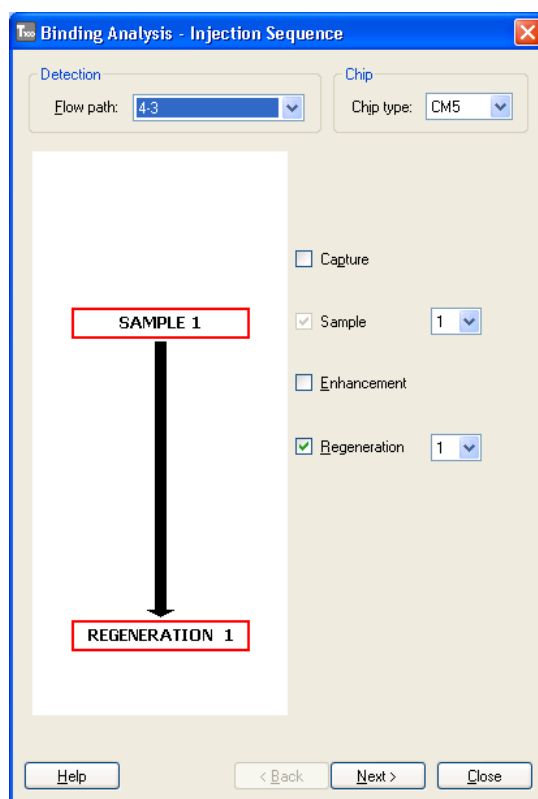 T100 Binding Analysis - Injection Sequence
Detection
Chip
Flow path: 4-3
Chip type: CM5
Capture
SAMPLE 1
Sample 1
Enhancement
Regeneration 1
REGENERATION 1
Help
< Back
Next >
Close